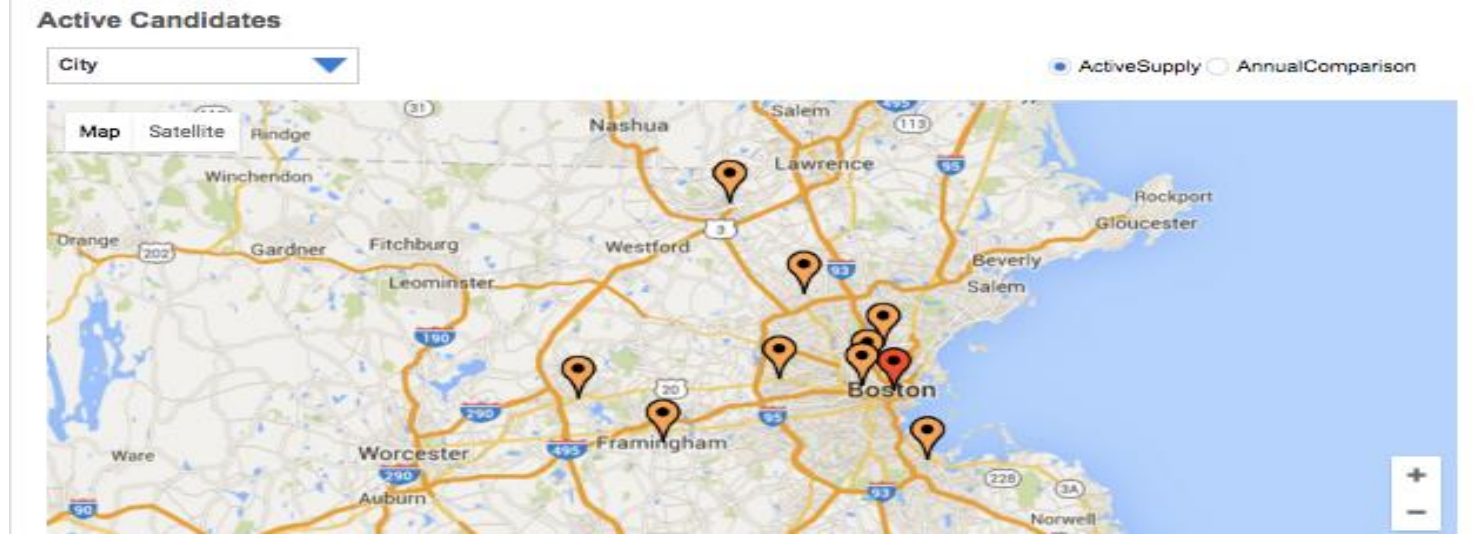 Active Candidates
City
ActiveSupply AnnualComparison
Map Satellite
31
Nashua
Salem
495
113
Rindge
Winchendon
Lawrence
95
Rockport
Gloucester
Orange
202
Gardner
Fitchburg
Westford
3
93
Beverly
Salem
Leominster
190
20
Boston
290
95
Worcester
495
Framingham
Ware
290
Auburn
93
228
3A
Norwell
90
+
−